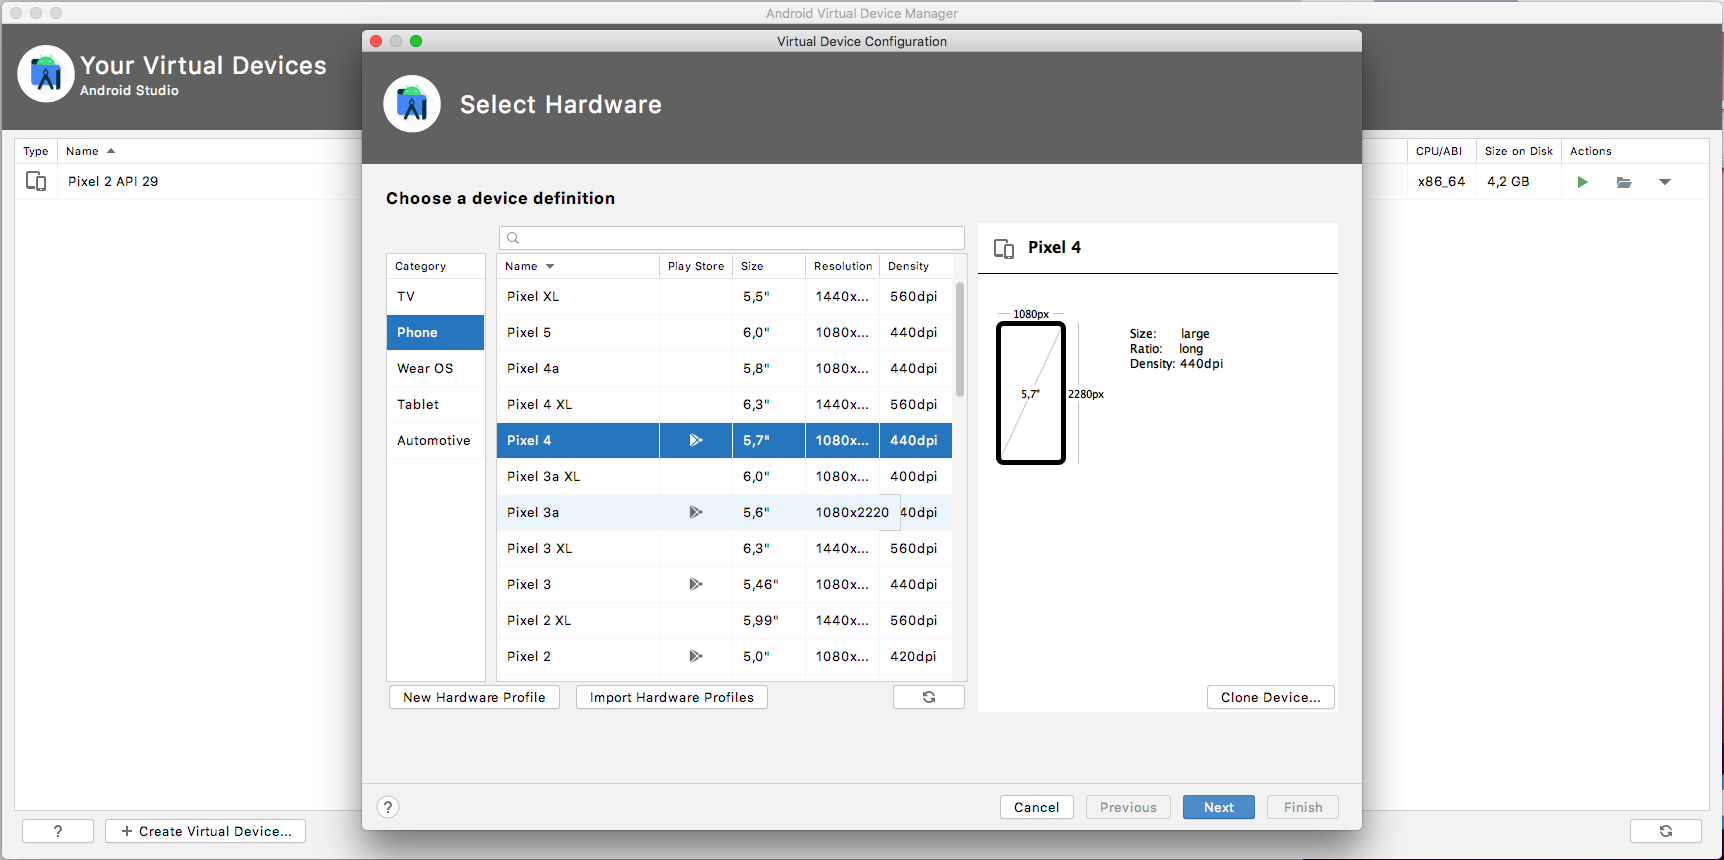 Android Virtual Device Manager
Your Virtual Devices
Android Studio
Type Name CPU/ABI Size on Disk Actions
Pixel 2 API 29 x86_64 4,2 GB
Virtual Device Configuration
Select Hardware
Choose a device definition
Category
TV
Phone
Wear OS
Tablet
Automotive
Name Play Store Size Resolution Density
Pixel XL 5,5" 1440x... 560dpi
Pixel 5 6,0" 1080x... 440dpi
Pixel 4a 5,8" 1080x... 440dpi
Pixel 4 XL 6,3" 1440x... 560dpi
Pixel 4 5,7" 1080x... 440dpi
Pixel 3a XL 6,0" 1080x... 400dpi
Pixel 3a 5,6" 1080x2220 40dpi
Pixel 3 XL 6,3" 1440x... 560dpi
Pixel 3 5,46" 1080x... 440dpi
Pixel 2 XL 5,99" 1440x... 560dpi
Pixel 2 5,0" 1080x... 420dpi
Pixel 4
1080px
5,7"
2280px
Size: large
Ratio: long
Density: 440dpi
New Hardware Profile Import Hardware Profiles Clone Device...
? Cancel Previous Next Finish
? + Create Virtual Device...